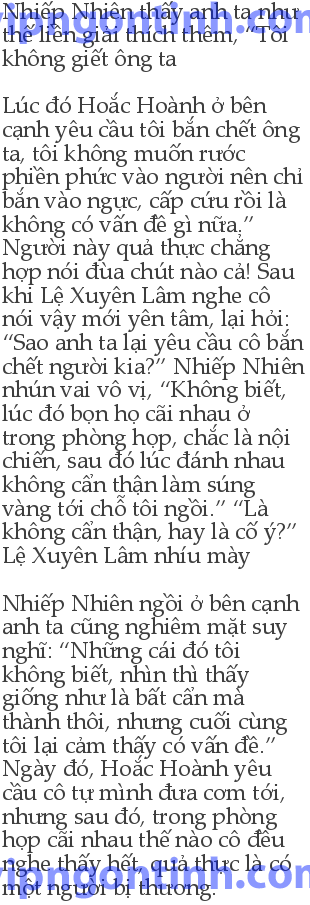 Nhiếp Nhiên thấy anh ta như
thế liền giải thích thêm, “Tôi
không giết ông ta
Lúc đó Hoắc Hoành ở bên
cạnh yêu cầu tôi bắn chết ông
ta, tôi không muốn rước
phiền phức vào người nên chỉ
bắn vào ngực, cấp cứu rồi là
không có vấn đề gì nữa.”
Người này quả thực chẳng
hợp nói đùa chút nào cả! Sau
khi Lệ Xuyên Lâm nghe cô
nói vậy mới yên tâm, lại hỏi:
“Sao anh ta lại yêu cầu cô bắn
chết người kia?” Nhiếp Nhiên
nhún vai vô vị, “Không biết,
lúc đó bọn họ cãi nhau ở
trong phòng họp, chắc là nội
chiến, sau đó lúc đánh nhau
không cẩn thận làm súng
vàng tới chỗ tôi ngồi.” “Là
không cẩn thận, hay là cố ý?”
Lệ Xuyên Lâm nhíu mày
Nhiếp Nhiên ngồi ở bên cạnh
anh ta cũng nghiêm mặt suy
nghĩ: “Những cái đó tôi
không biết, nhìn thì thấy
giống như là bất cẩn mà
thành thôi, nhưng cuối cùng
tôi lại cảm thấy có vấn đề.”
Ngày đó, Hoắc Hoành yêu
cầu cô tự mình đưa cơm tới,
nhưng sau đó, trong phòng
họp cãi nhau thế nào cô đều
nghe thấy hết, quả thực là có
một người bị thương.
vipngontinh.com